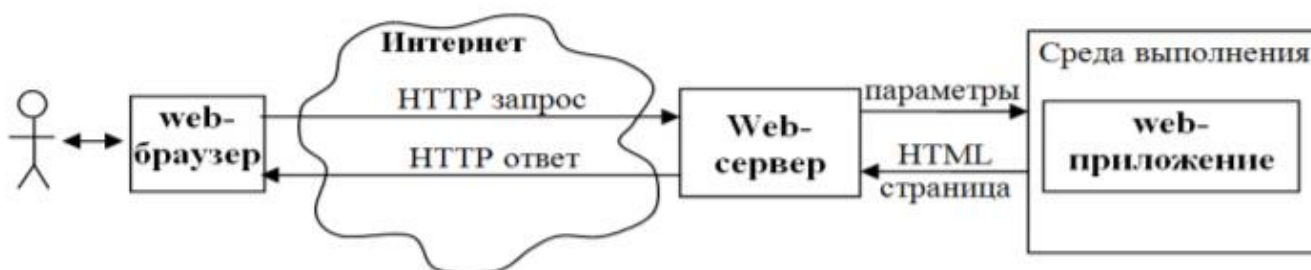 Интернет
Среда выполнения
web-
браузер
HTTP запрос
HTTP ответ
Web-
сервер
параметры
HTML
страница
web-
приложение